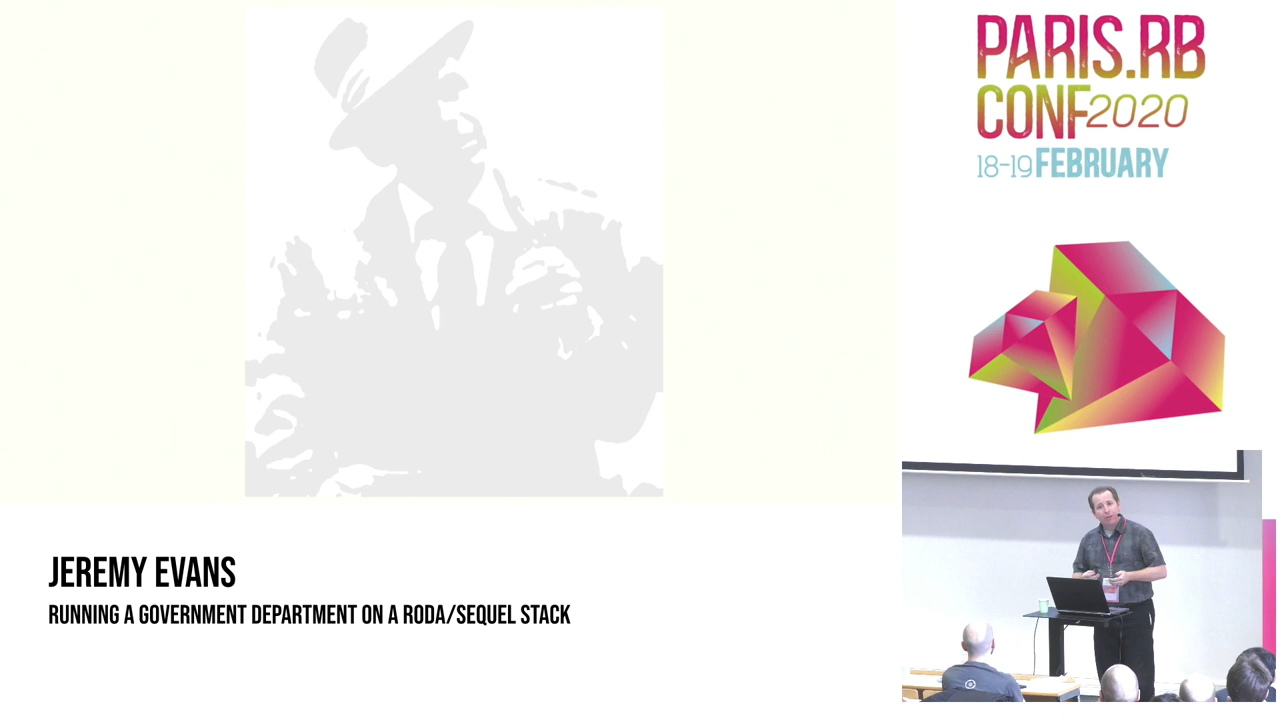 PARIS.RB
CONF2020
18-19 FEBRUARY
JEREMY EVANS
RUNNING A GOVERNMENT DEPARTMENT ON A RODA/SEQUEL STACK